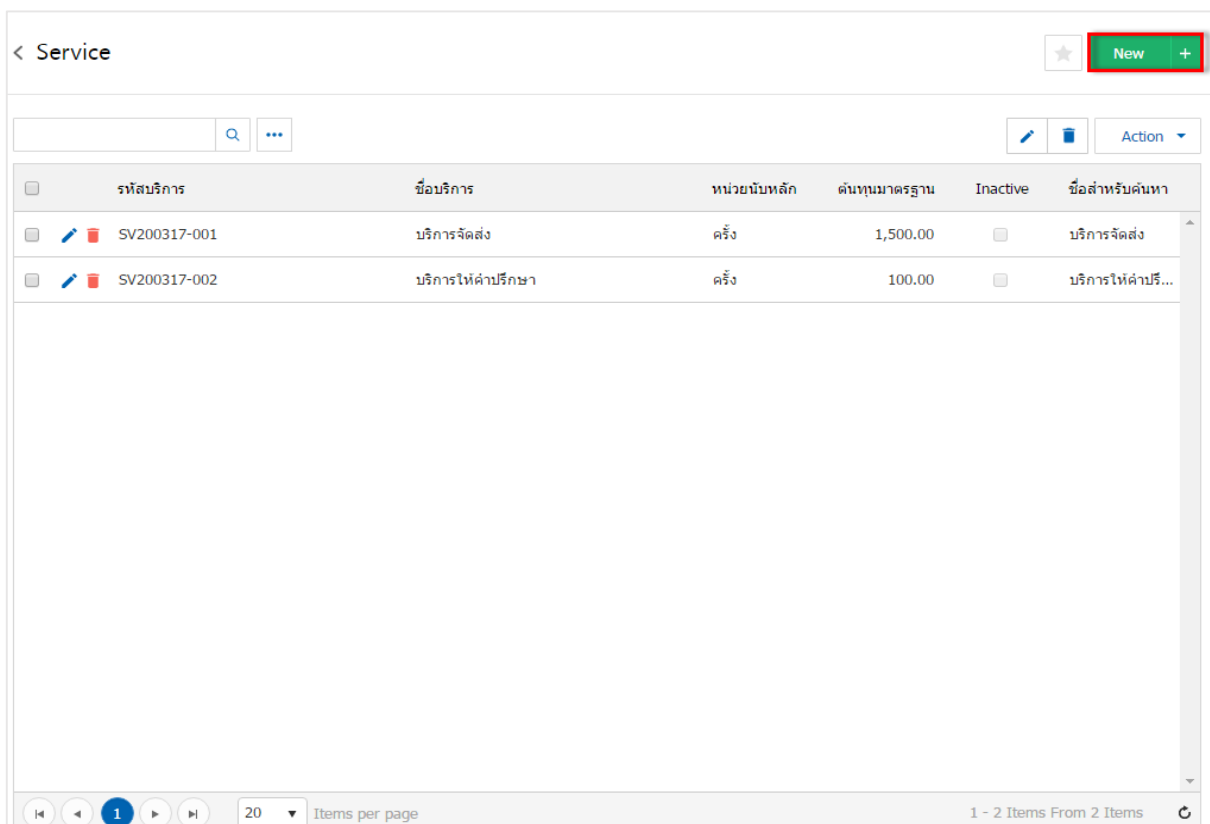 < Service
New +
Action
รหัสบริการ ชื่อบริการ หน่วยนับหลัก ต้นทุนมาตรฐาน Inactive ชื่อสำหรับค้นหา
SV200317-001 บริการจัดส่ง ครั้ง 1,500.00 บริการจัดส่ง
SV200317-002 บริการให้คำปรึกษา ครั้ง 100.00 บริการให้คำปรึ...
1 20 Items per page 1 - 2 Items From 2 Items